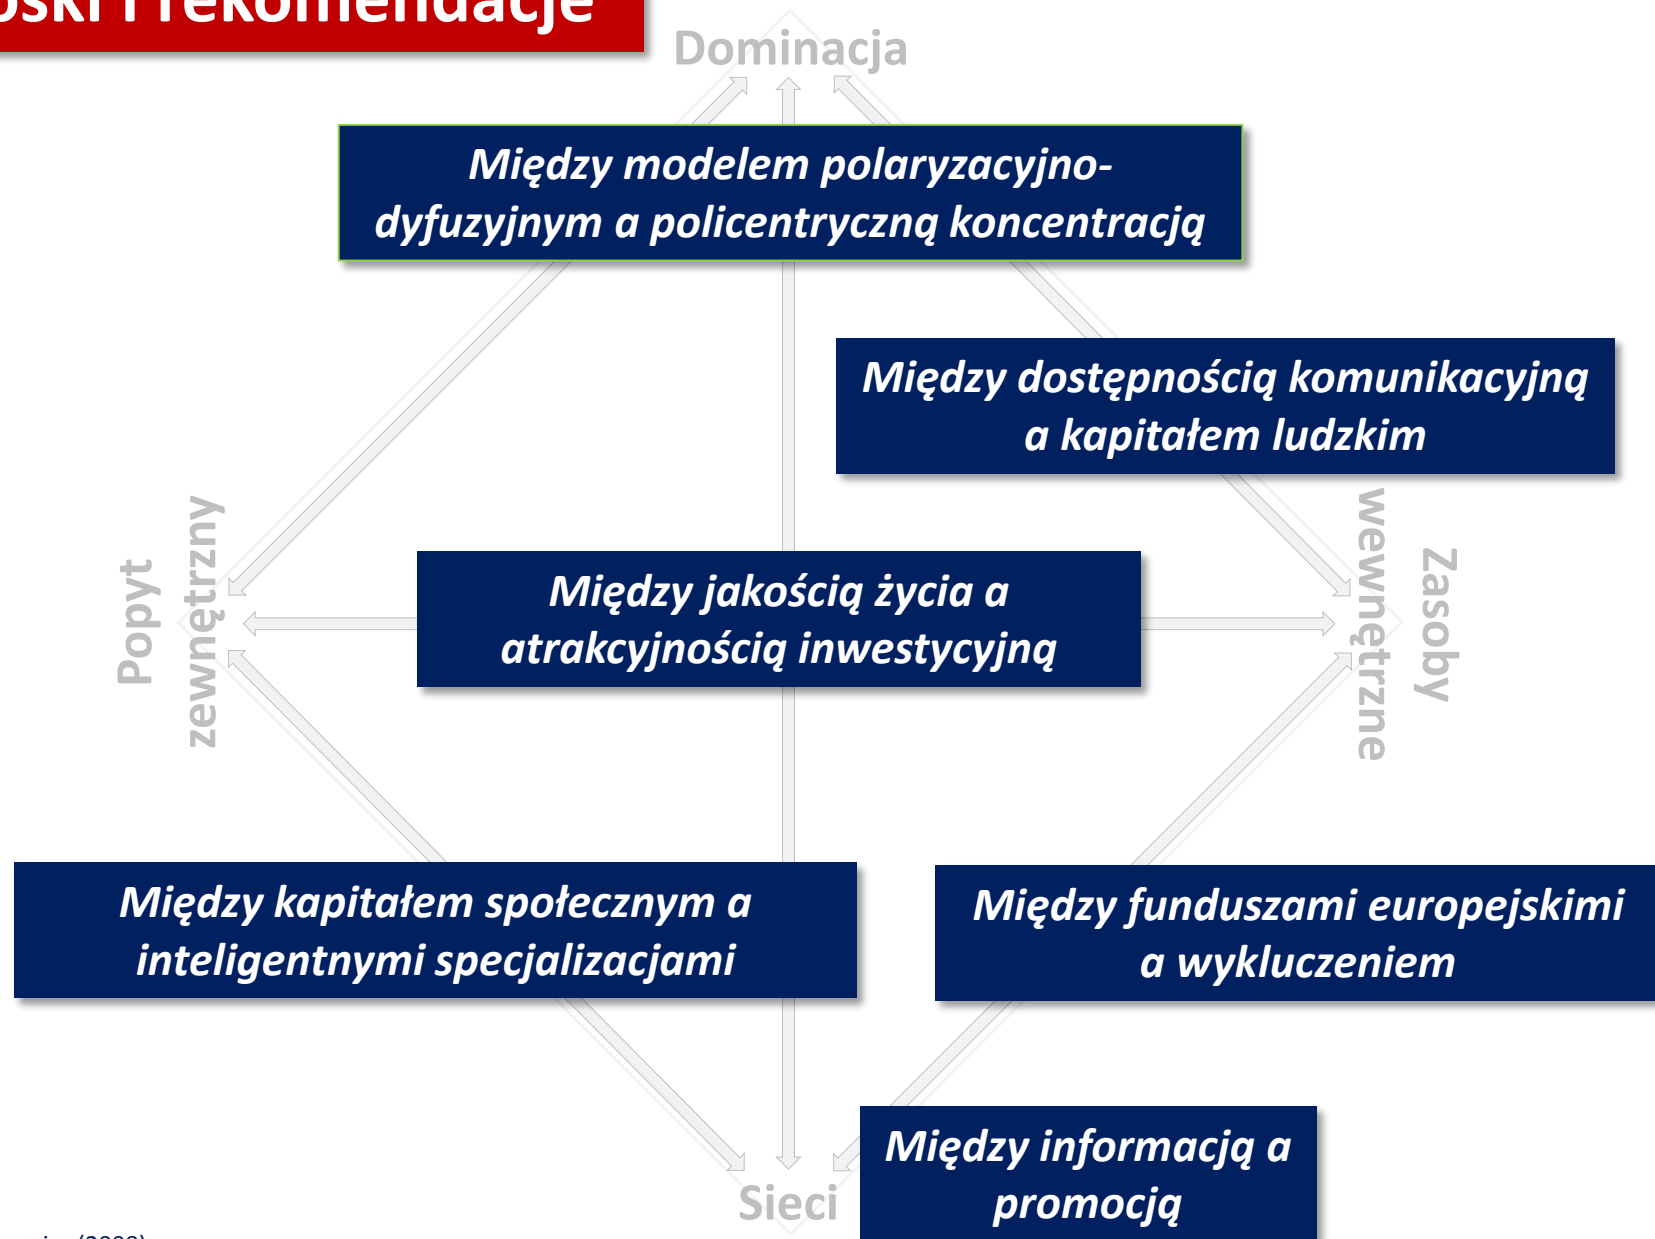 i rekomendacje
Dominacja
Między modelem polaryzacyjno-
dyfuzyjnym a policentryczną koncentracją
Między dostępnością komunikacyjną
a kapitałem ludzkim
Popyt
zewnętrzny
Zasoby
wewnętrzne
Między jakością życia a
atrakcyjnością inwestycyjną
Między kapitałem społecznym a
inteligentnymi specjalizacjami
Między funduszami europejskimi
a wykluczeniem
Między informacją a
promocją
Sieci